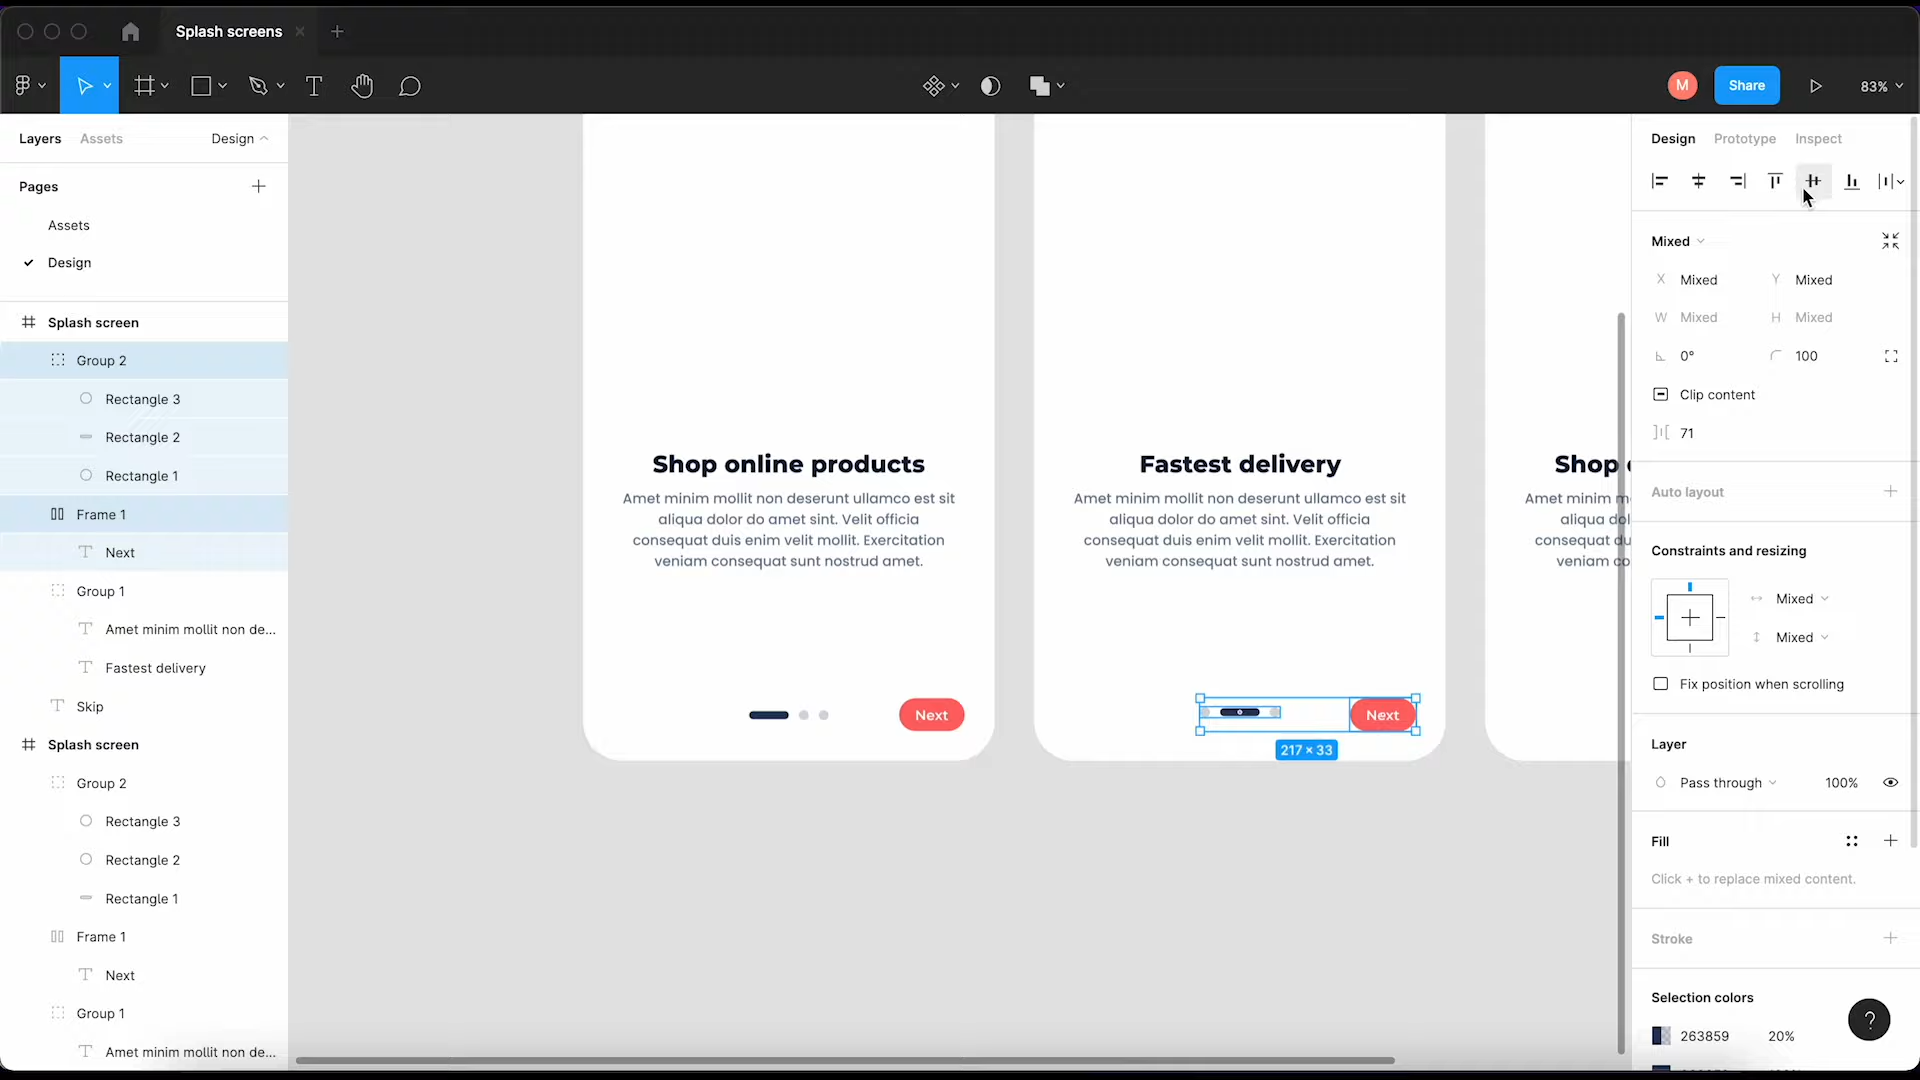 Splash screens
M
Share
83%
Layers
Assets
Design
Pages
Assets
Design
Splash screen
Group 2
Rectangle 3
Rectangle 2
Rectangle 1
Frame 1
Next
Group 1
Amet minim mollit non de...
Fastest delivery
Skip
Splash screen
Group 2
Rectangle 3
Rectangle 2
Rectangle 1
Frame 1
Next
Group 1
Amet minim mollit non de...
Shop online products
Amet minim mollit non deserunt ullamco est sit
aliqua dolor do amet sint. Velit officia
consequat duis enim velit mollit. Exercitation
veniam consequat sunt nostrud amet.
Next
Fastest delivery
Amet minim mollit non deserunt ullamco est sit
aliqua dolor do amet sint. Velit officia
consequat duis enim velit mollit. Exercitation
veniam consequat sunt nostrud amet.
Next
217 × 33
Shop
Amet minim
aliqua
consequat
veniam
Design
Prototype
Inspect
Mixed
X Mixed
Y Mixed
W Mixed
H Mixed
0°
100
Clip content
71
Auto layout
Constraints and resizing
Mixed
Mixed
Fix position when scrolling
Layer
Pass through
100%
Fill
Click + to replace mixed content.
Stroke
Selection colors
263859
20%
?